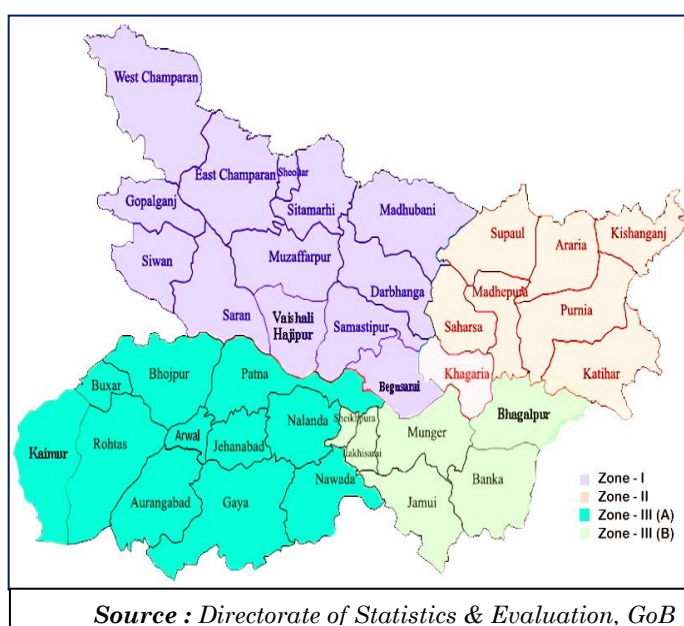 West Champaran
East Champaran
Sheohar
Gopalganj
Sitamarhi
Madhubani
Siwan
Muzaffarpur
Darbhanga
Saran
Vaishali
Hajipur
Samastipur
Begusarai
Supaul
Araria
Kishanganj
Madhepura
Purnia
Saharsa
Khagaria
Katihar
Buxar
Bhojpur
Patna
Kaimur
Rohtas
Arwal
Jehanabad
Nalanda
Aurangabad
Gaya
Nawada
Sheikhpura
Lakhisarai
Munger
Bhagalpur
Jamui
Banka
Zone - I
Zone - II
Zone - III (A)
Zone - III (B)
Source : Directorate of Statistics & Evaluation, GoB